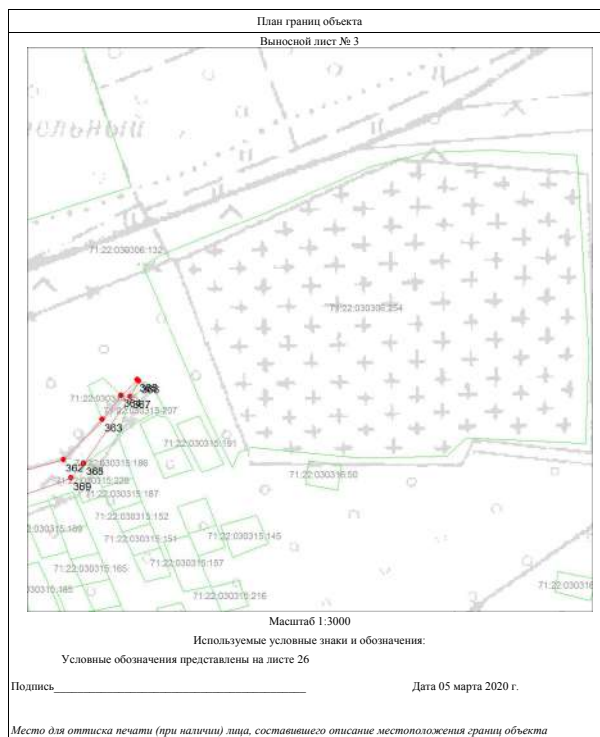 План границ объекта
Выносной лист № 3
71:22:030306:132
71:22:030306:254
363
71:22:030315:207
71:22:030315:191
362
71:22:030315:186
71:22:030316:50
369
71:22:030315:187
71:22:030315:152
71:22:030315:151
71:22:030315:145
71:22:030315:165
71:22:030315:157
71:22:030315:216
Масштаб 1:3000
Используемые условные знаки и обозначения:
Условные обозначения представлены на листе 26
Подпись Дата 05 марта 2020 г.
Место для оттиска печати (при наличии) лица, составившего описание местоположения границ объекта